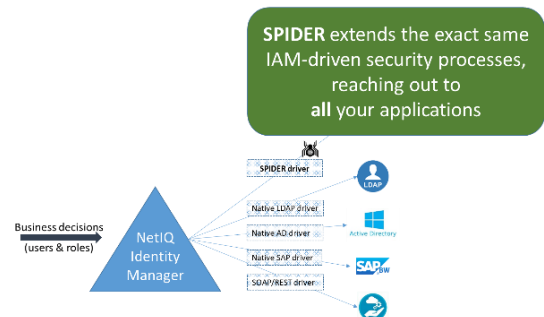 SPIDER extends the exact same
IAM-driven security processes,
reaching out to
all your applications
SPIDER driver
LDAP
Native LDAP driver
Business decisions
(users & roles)
NetIQ
Identity
Manager
Native AD driver
Active Directory
Native SAP driver
SAP BW
SOAP/REST driver